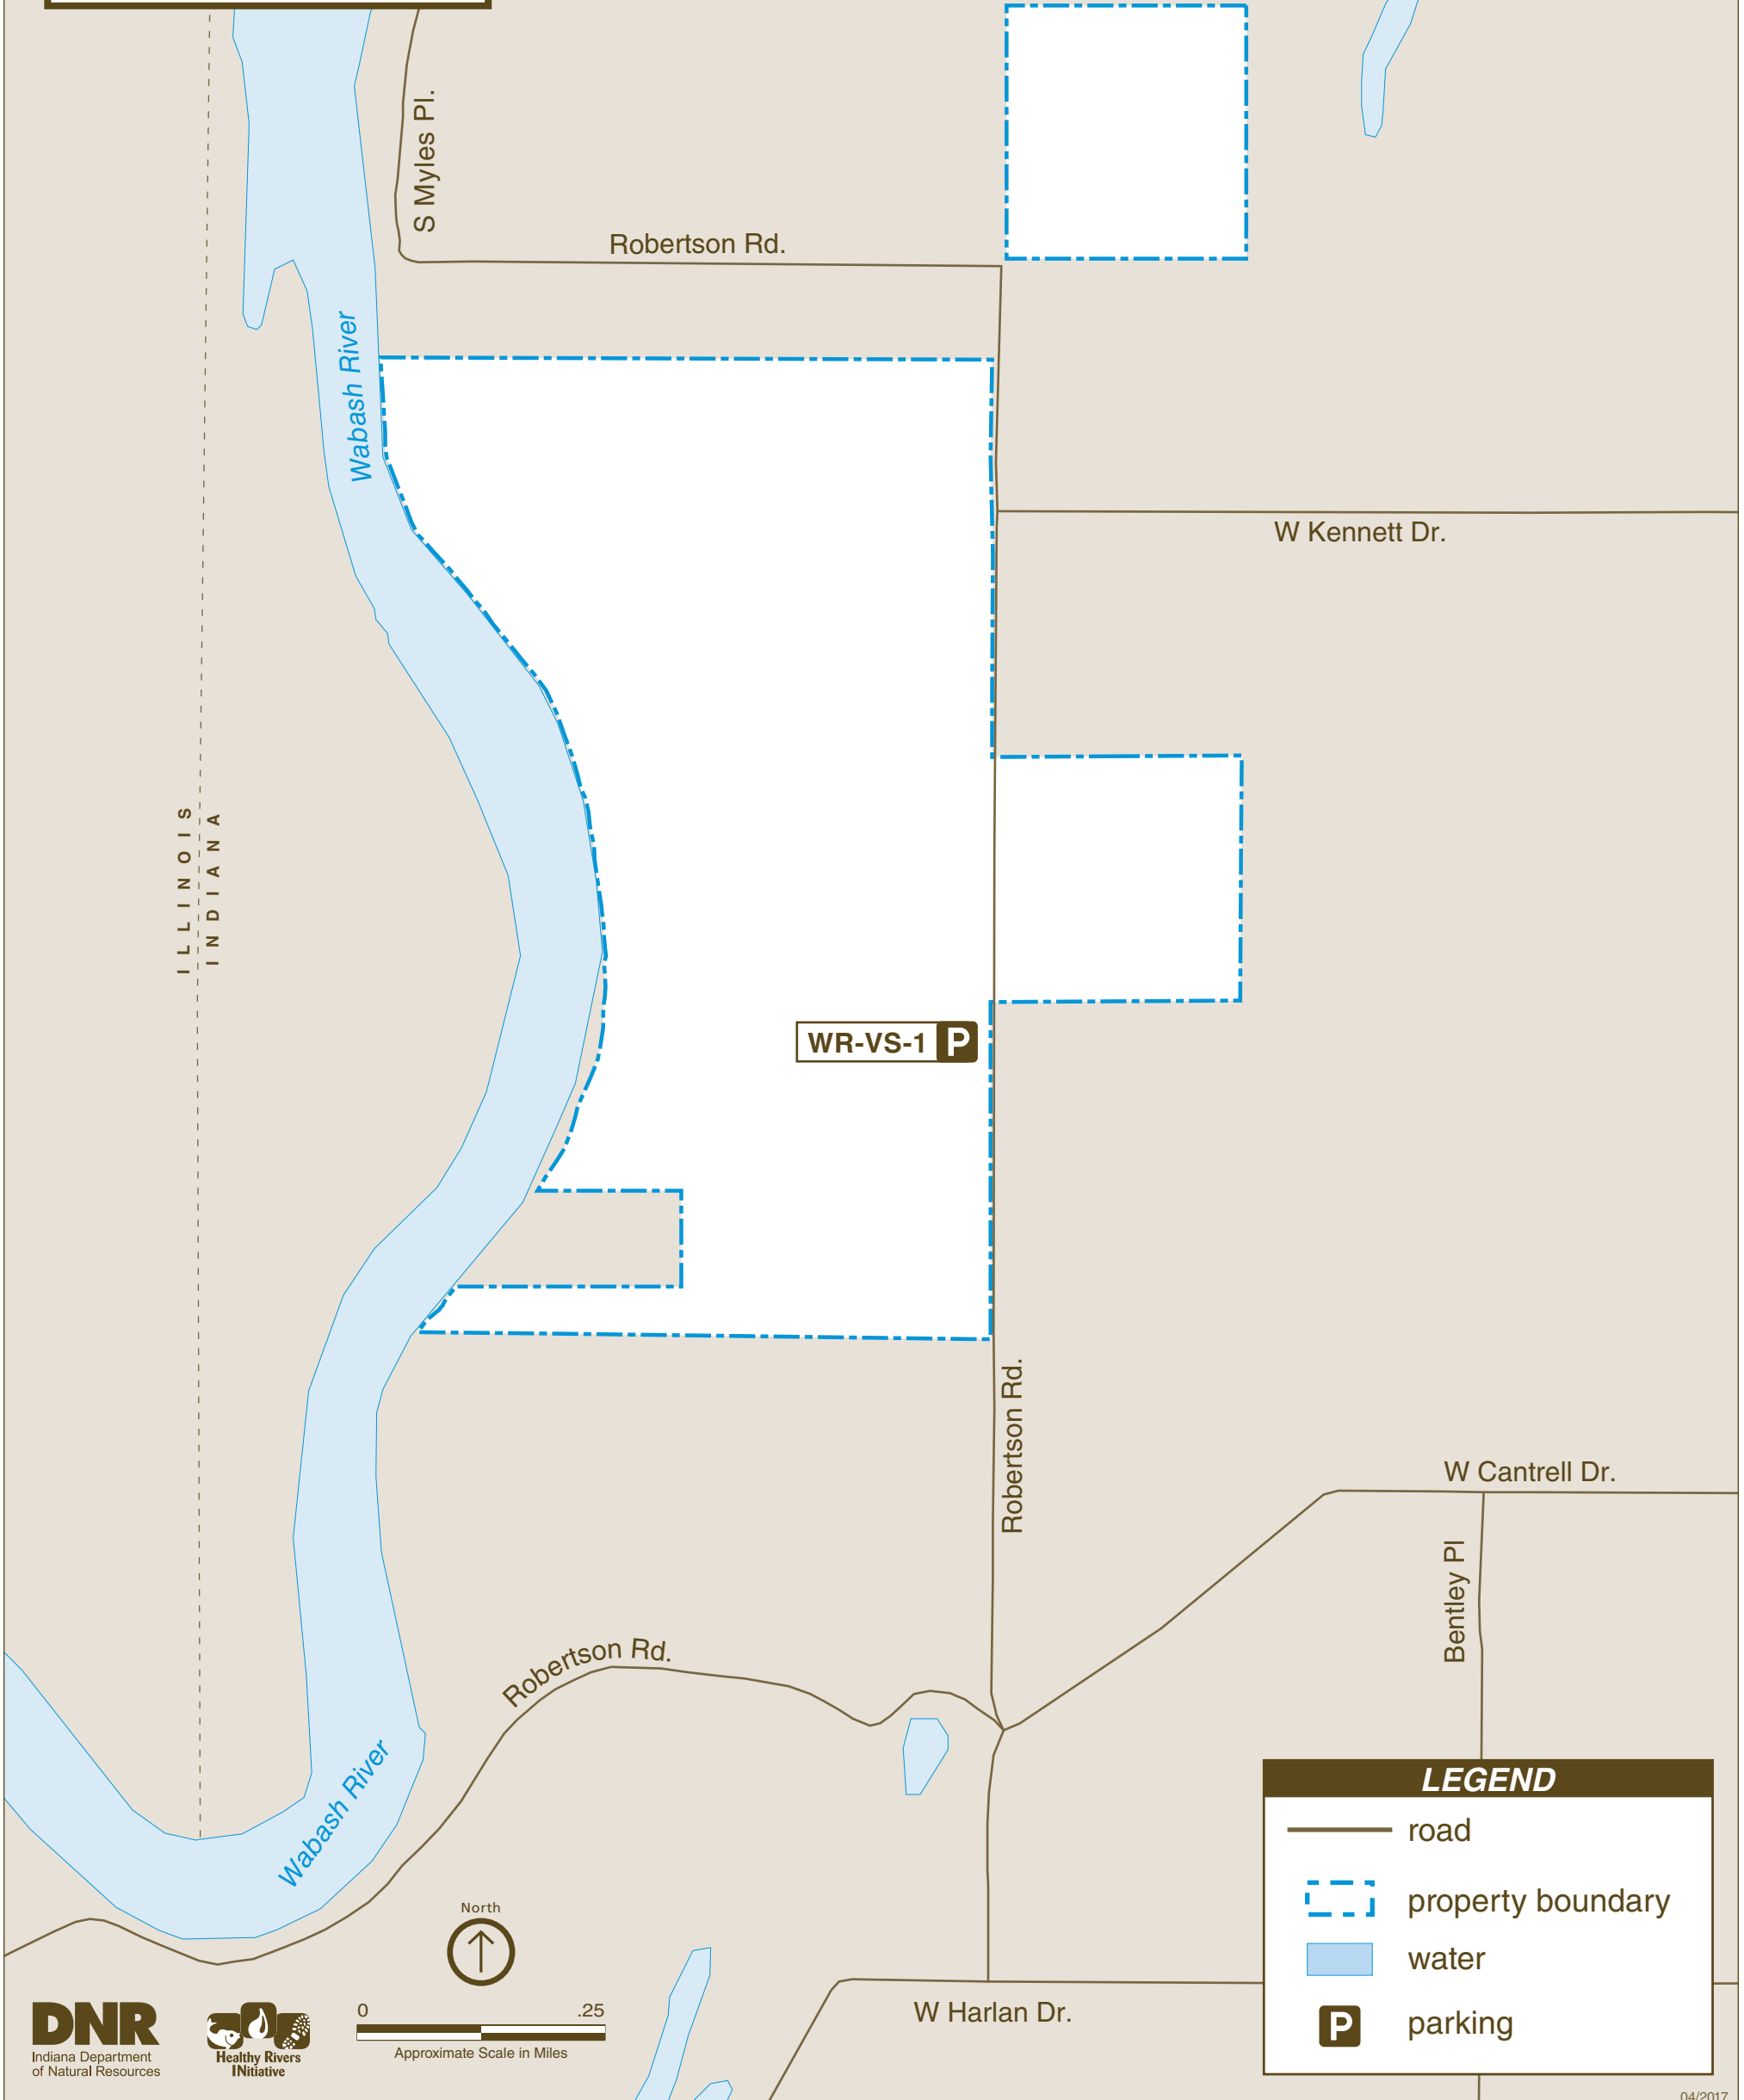 S Myles Pl.
Robertson Rd.
Wabash River
W Kennett Dr.
ILLINOIS
INDIANA
WR-VS-1 P
Robertson Rd.
W Cantrell Dr.
Bentley Pl
Robertson Rd.
Wabash River
LEGEND
road
property boundary
water
P parking
North
0 .25
Approximate Scale in Miles
W Harlan Dr.
DNR
Indiana Department
of Natural Resources
Healthy Rivers
INitiative
04/2017